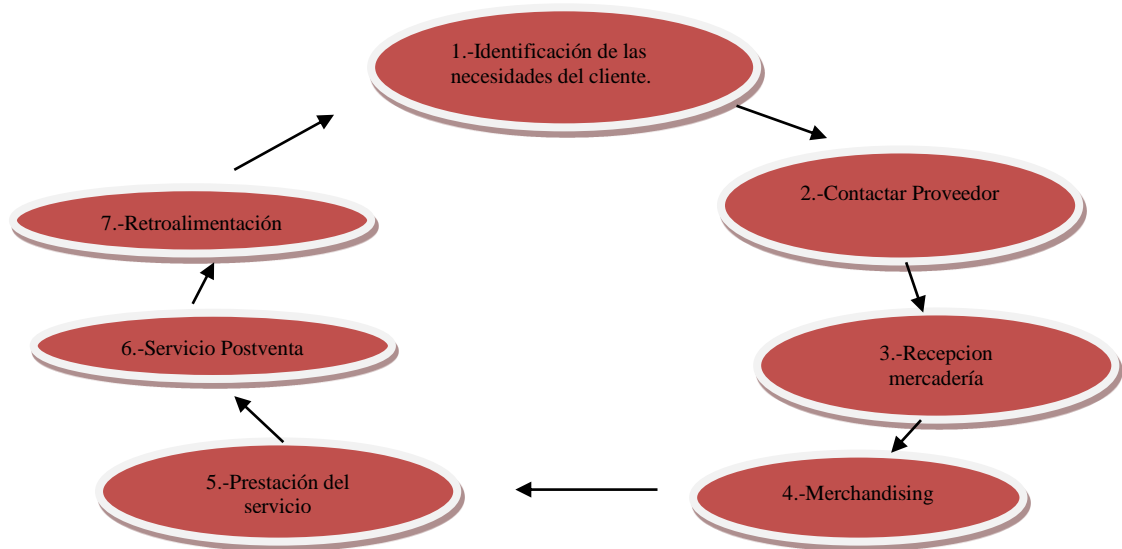 1.-Identificación de las
necesidades del cliente.
2.-Contactar Proveedor
3.-Recepcion
mercadería
4.-Merchandising
5.-Prestación del
servicio
6.-Servicio Postventa
7.-Retroalimentación